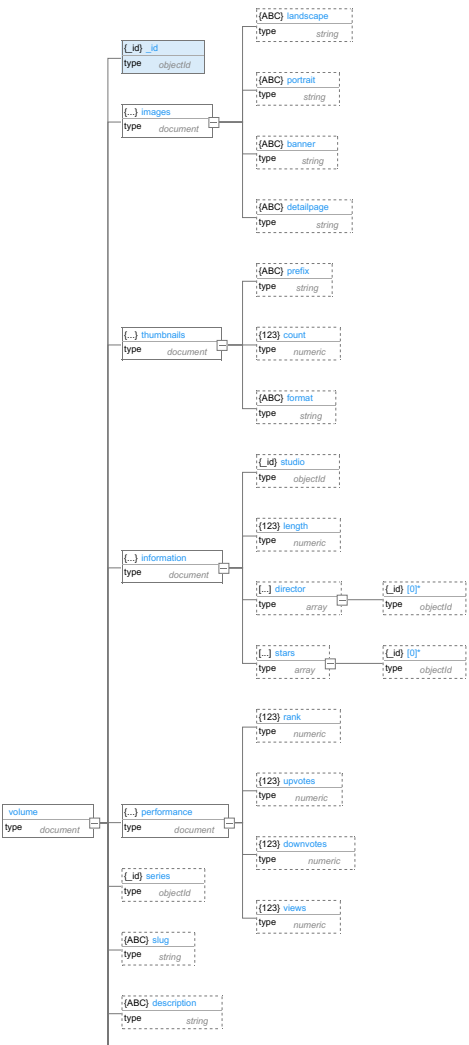 {ABC} landscape
type string
{_id} _id
type objectId
{ABC} portrait
type string
{...} images
type document
{ABC} banner
type string
{ABC} detailpage
type string
{ABC} prefix
type string
{...} thumbnails
type document
{123} count
type numeric
{ABC} format
type string
{_id} studio
type objectId
{123} length
type numeric
{...} information
type document
[...] director
type array
{_id} [0]*
type objectId
[...] stars
type array
{_id} [0]*
type objectId
{123} rank
type numeric
{123} upvotes
type numeric
volume
type document
{...} performance
type document
{123} downvotes
type numeric
{_id} series
type objectId
{123} views
type numeric
{ABC} slug
type string
{ABC} description
type string